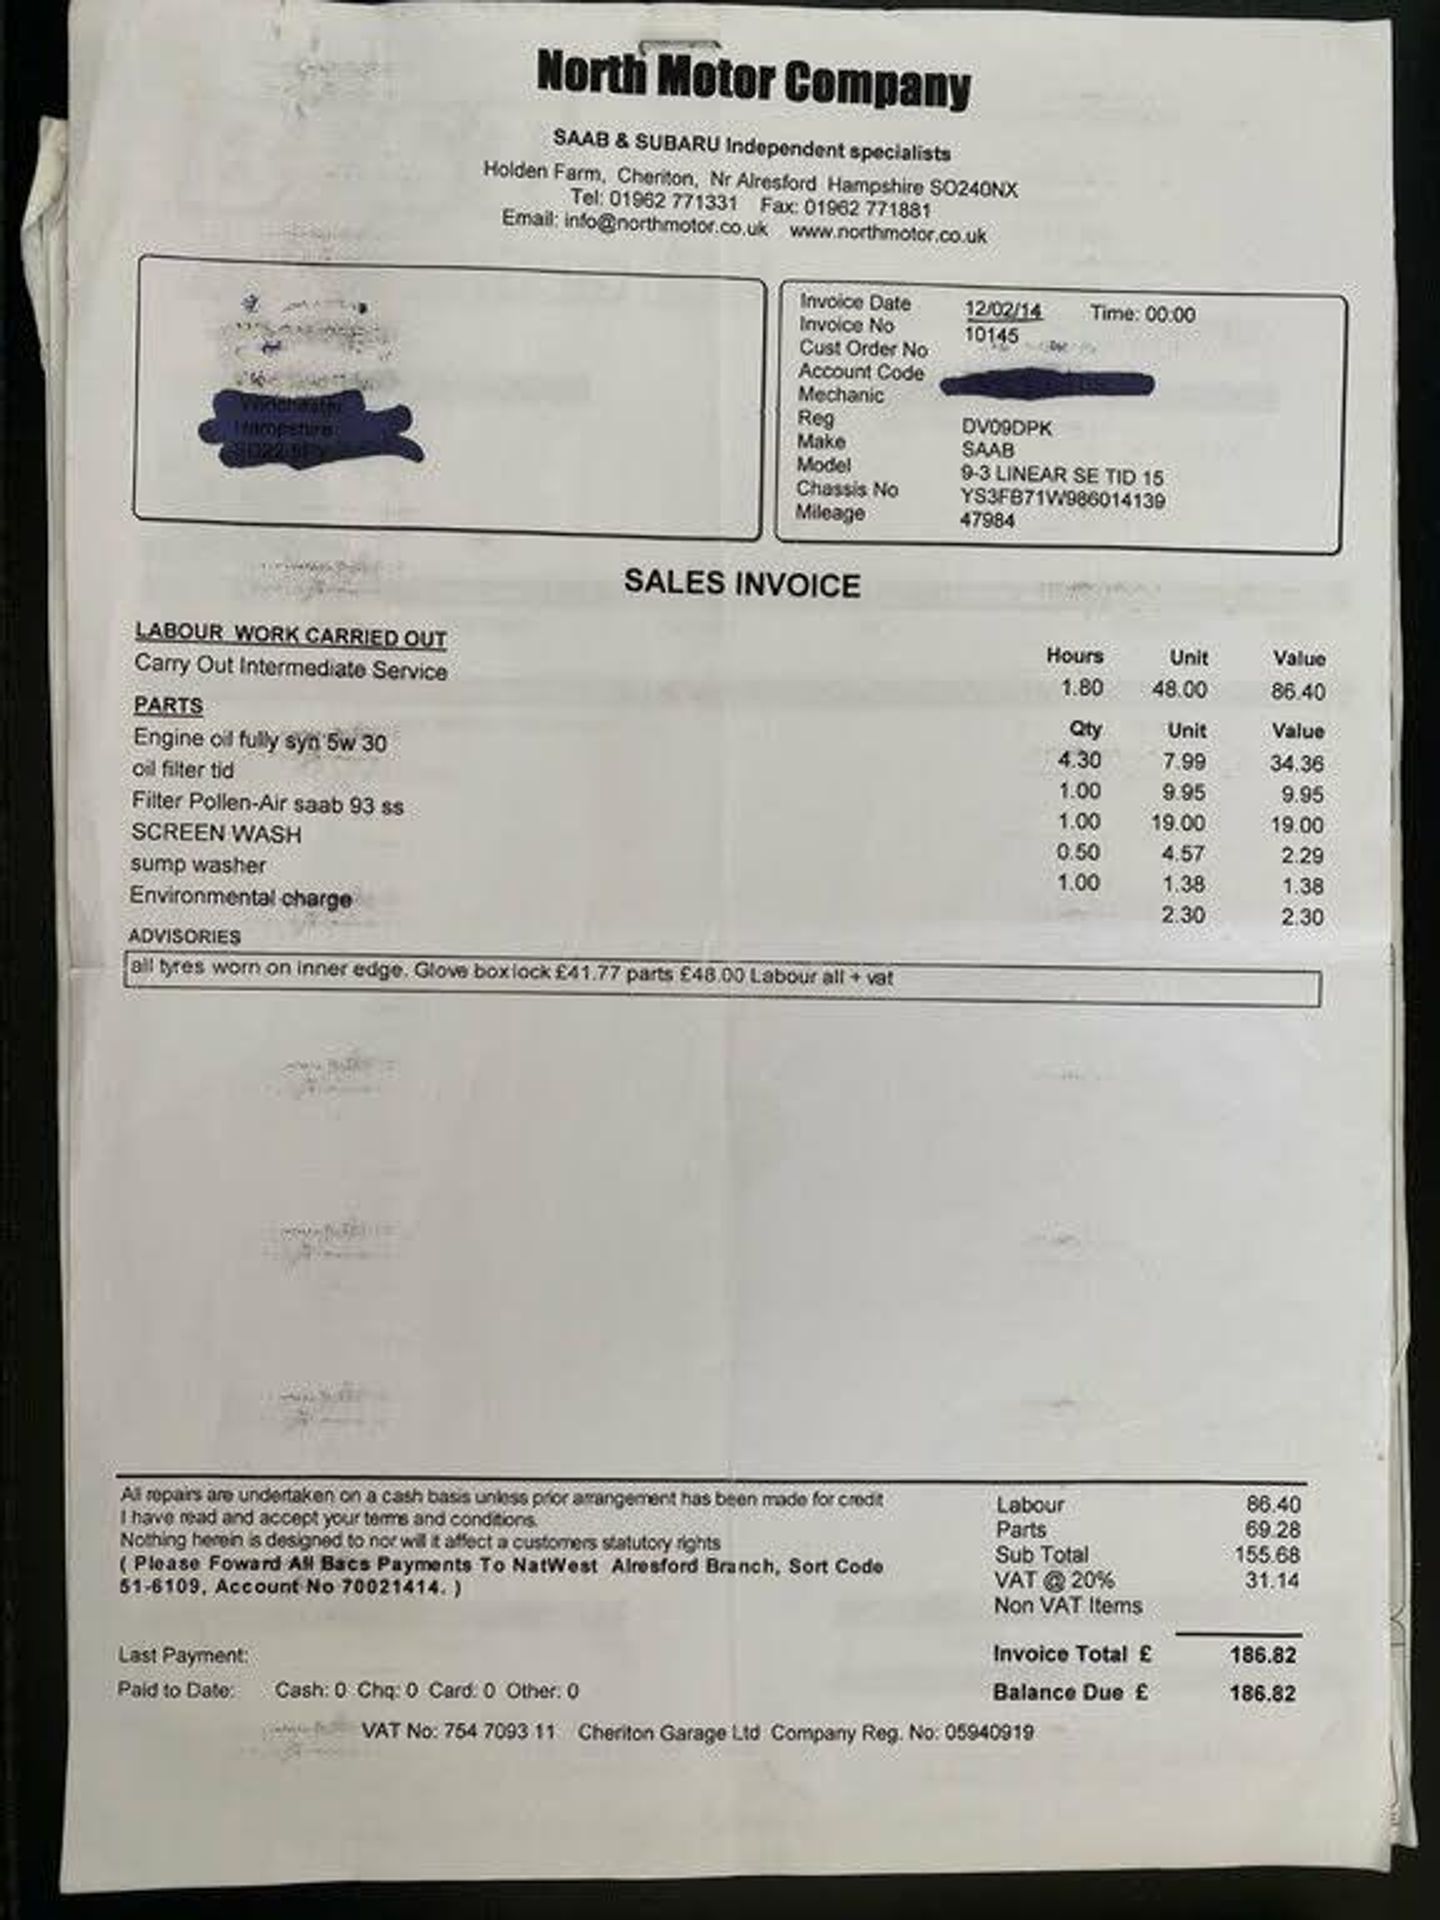 North Motor Company
SAAB & SUBARU Independent specialists
Holden Farm, Cheriton, Nr Alresford Hampshire SO240NX
Tel: 01962 771331 Fax: 01962 771881
Email: info@northmotor.co.uk www.northmotor.co.uk
Hampshire
Invoice Date 12/02/14 Time: 00:00
Invoice No 10145
Cust Order No
Account Code
Mechanic
Reg DV09DPK
Make SAAB
Model 9-3 LINEAR SE TID 15
Chassis No YS3FB71W986014139
Mileage 47984
SALES INVOICE
LABOUR WORK CARRIED OUT Hours Unit Value
Carry Out Intermediate Service 1.80 48.00 86.40
PARTS Qty Unit Value
Engine oil fully syn 5w 30 4.30 7.99 34.36
oil filter tid 1.00 9.95 9.95
Filter Pollen-Air saab 93 ss 1.00 19.00 19.00
SCREEN WASH 0.50 4.57 2.29
sump washer 1.00 1.38 1.38
Environmental charge 2.30 2.30
ADVISORIES
all tyres worn on inner edge. Glove box lock £41.77 parts £48.00 Labour all + vat
All repairs are undertaken on a cash basis unless prior arrangement has been made for credit
I have read and accept your terms and conditions.
Nothing herein is designed to nor will it affect a customers statutory rights
( Please Foward All Bacs Payments To NatWest Alresford Branch, Sort Code
51-6109, Account No 70021414. )
Labour 86.40
Parts 69.28
Sub Total 155.68
VAT @ 20% 31.14
Non VAT Items
Invoice Total £ 186.82
Balance Due £ 186.82
Last Payment:
Paid to Date: Cash: 0 Chq: 0 Card: 0 Other: 0
VAT No: 754 7093 11 Cheriton Garage Ltd Company Reg. No: 05940919